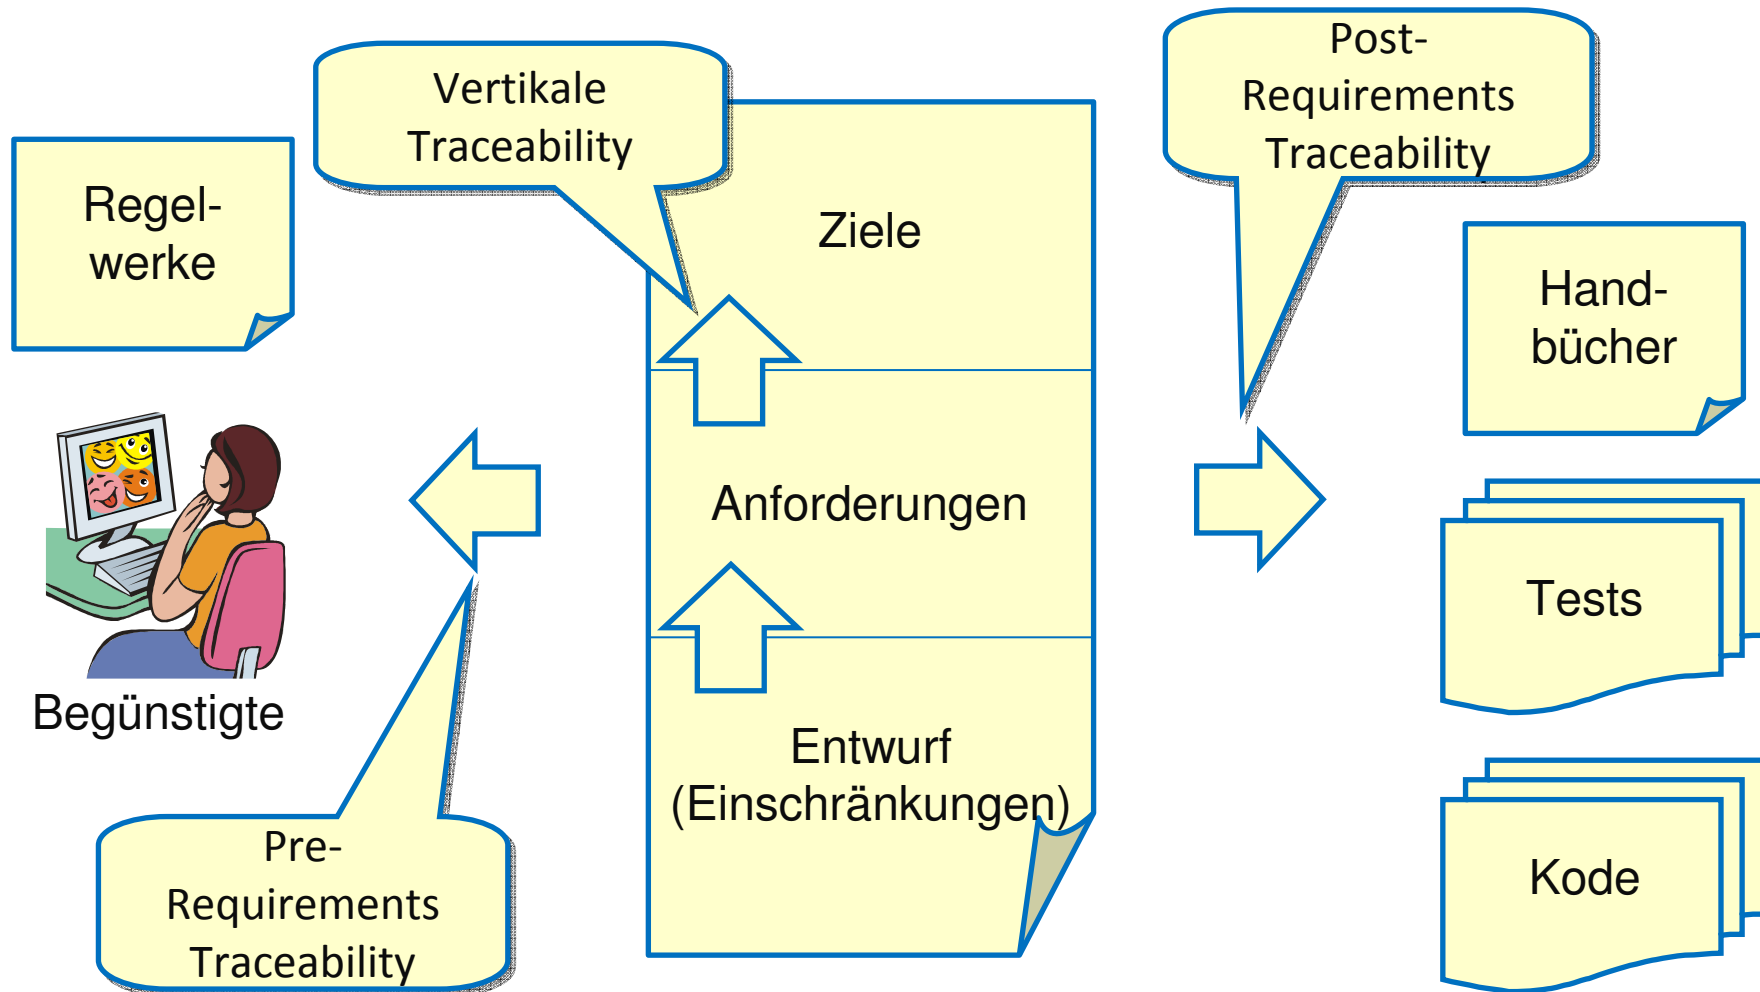 Vertikale
Traceability
Post-
Requirements
Traceability
Regel-
werke
Ziele
Hand-
bücher
Anforderungen
Tests
Begünstigte
Entwurf
(Einschränkungen)
Pre-
Requirements
Traceability
Kode